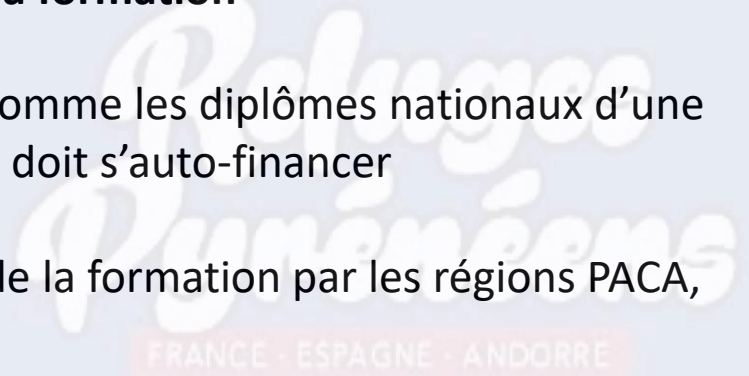 formation
omme les diplômes nationaux d’une
doit s’auto-financer
de la formation par les régions PACA,
Refuges
Pyrénéens
FRANCE - ESPAGNE - ANDORRE